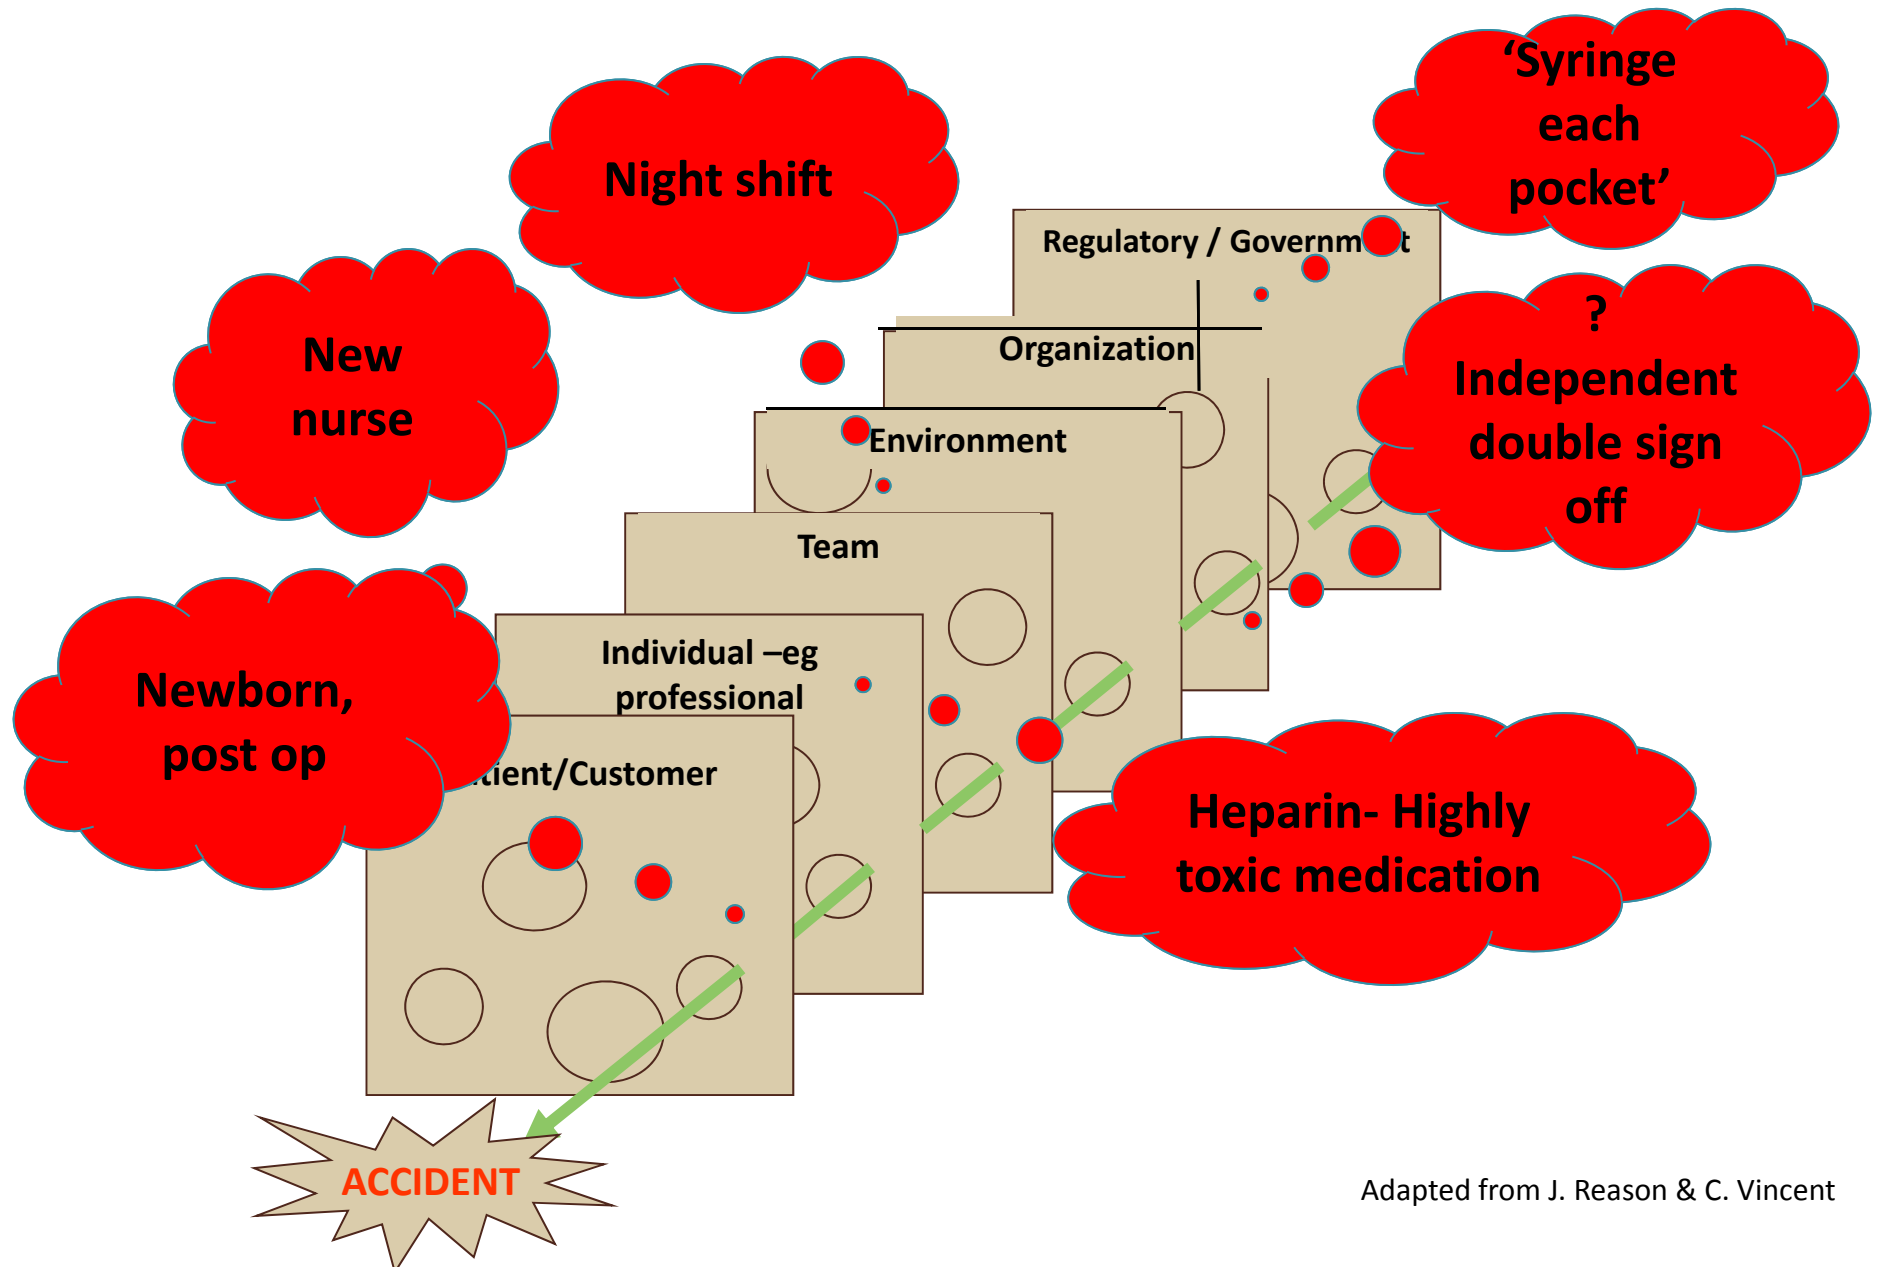 ‘Syringe
each
pocket’
Night shift
Regulatory / Governm
?
Independent
double sign
off
New
nurse
Organization
Environment
Team
Individual –eg
professional
Newborn,
post op
tient/Customer
Heparin- Highly
toxic medication
ACCIDENT
Adapted from J. Reason & C. Vincent